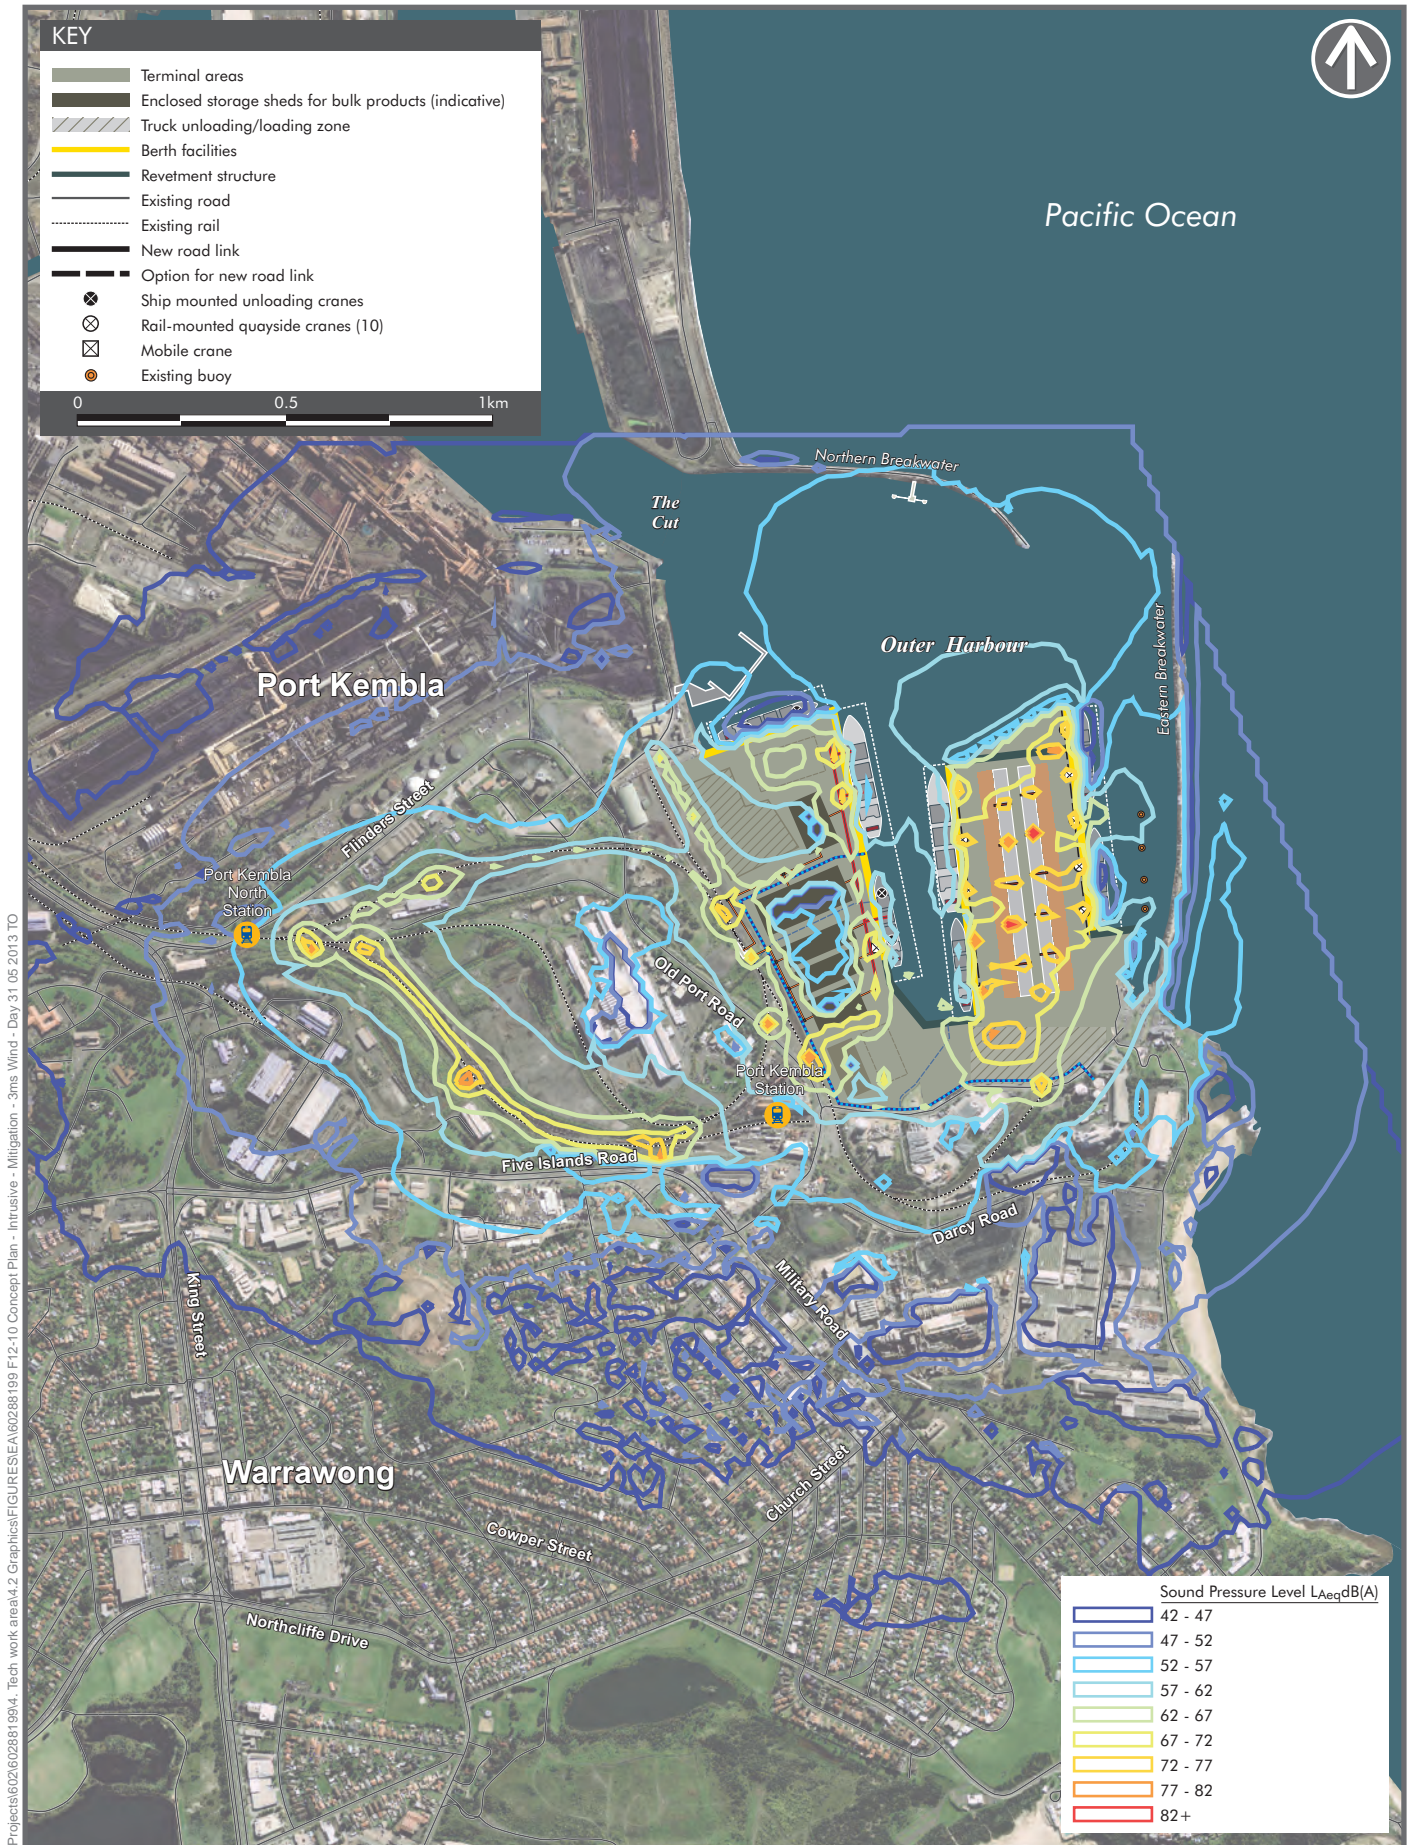 KEY
Terminal areas
Enclosed storage sheds for bulk products (indicative)
Truck unloading/loading zone
Berth facilities
Revetment structure
Existing road
Existing rail
New road link
Option for new road link
Ship mounted unloading cranes
Rail-mounted quayside cranes (10)
Mobile crane
Existing buoy
0 0.5 1km
Pacific Ocean
Northern Breakwater
The
Cut
Outer Harbour
Eastern Breakwater
Port Kembla
Flinders Street
Port Kembla
North
Station
Old Port Road
Port Kembla
Station
Five Islands Road
Darcy Road
King Street
Military Road
Warrawong
Church Street
Cowper Street
Northcliffe Drive
Sound Pressure Level LAeqdB(A)
42 - 47
47 - 52
52 - 57
57 - 62
62 - 67
67 - 72
72 - 77
77 - 82
82+
Projects\602\60288199\4. Tech work area\4.2 Graphics\FIGURES\EA\60288199 F12-10 Concept Plan - Intrusive - Mitigation - 3ms Wind - Day 31 05 2013 TO